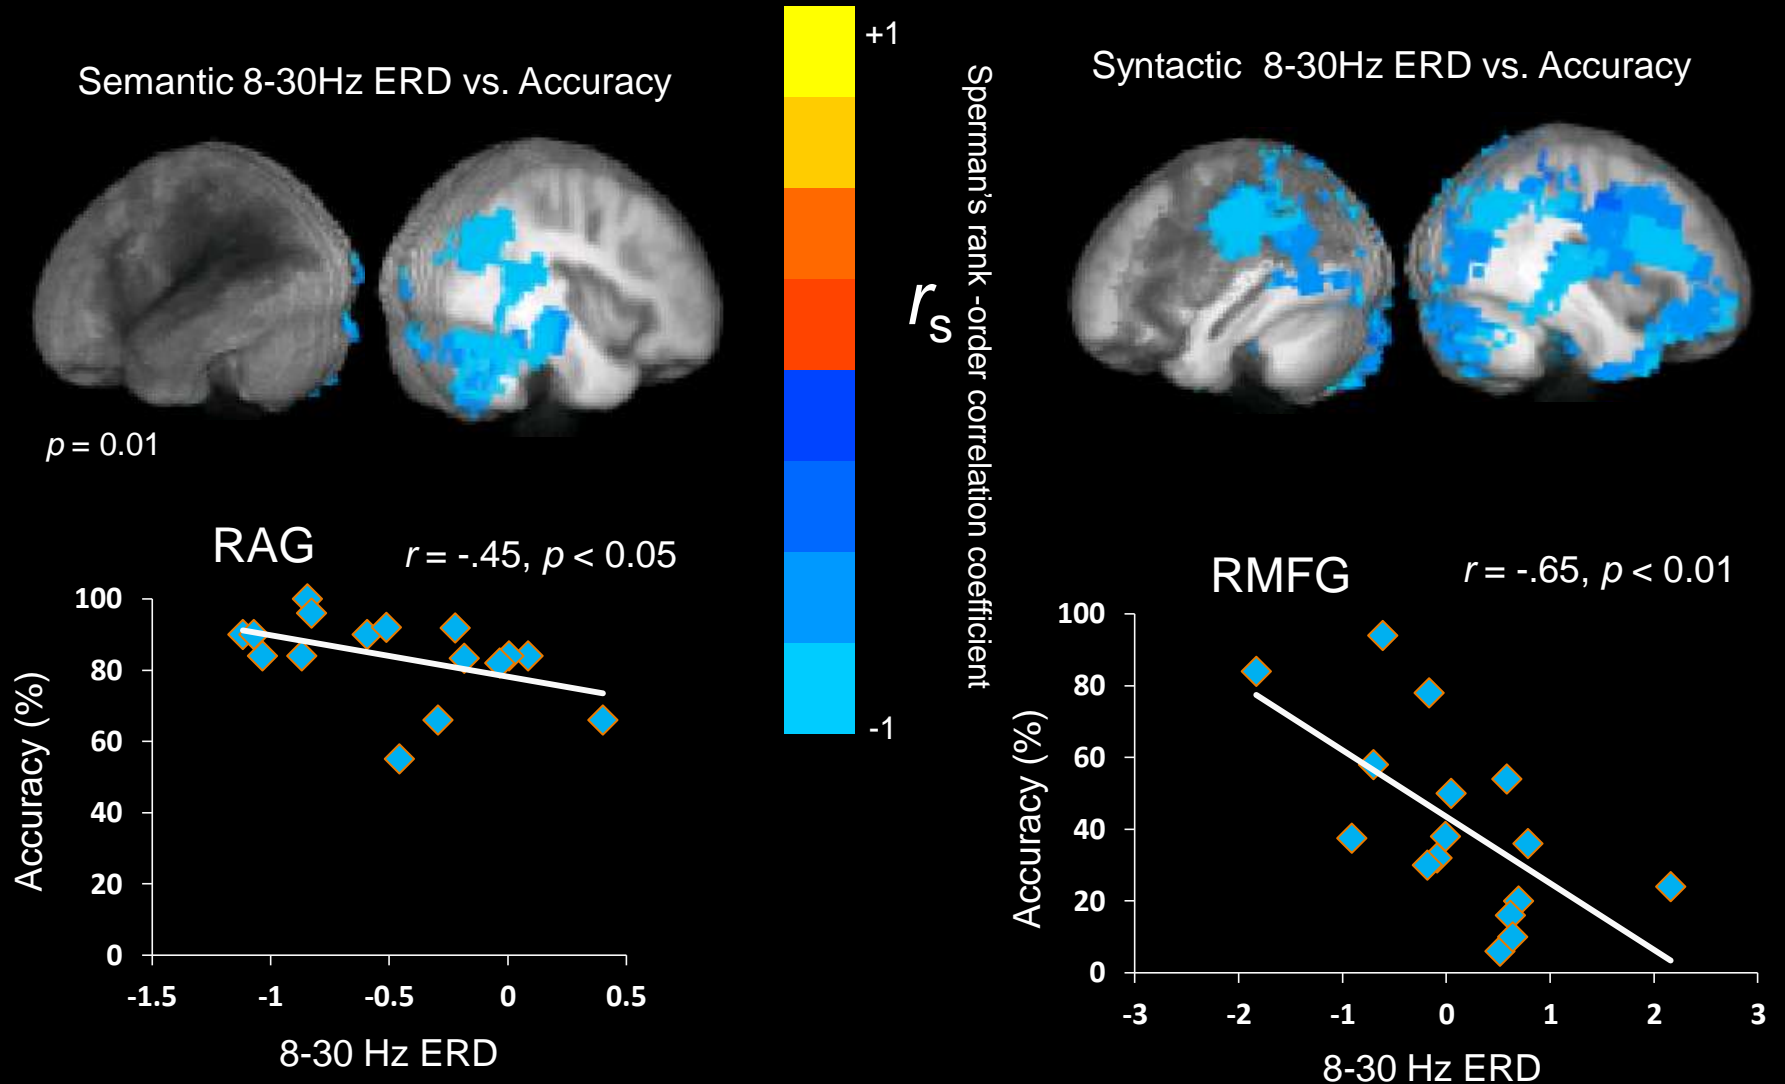 Semantic 8-30Hz ERD vs. Accuracy
p = 0.01
+1
-1
rs
Sperman's rank -order correlation coefficient
Syntactic 8-30Hz ERD vs. Accuracy
RAG
r = -.45, p < 0.05
Accuracy (%)
100
80
60
40
20
0
-1.5 -1 -0.5 0 0.5
8-30 Hz ERD
RMFG
r = -.65, p < 0.01
Accuracy (%)
100
80
60
40
20
0
-3 -2 -1 0 1 2 3
8-30 Hz ERD